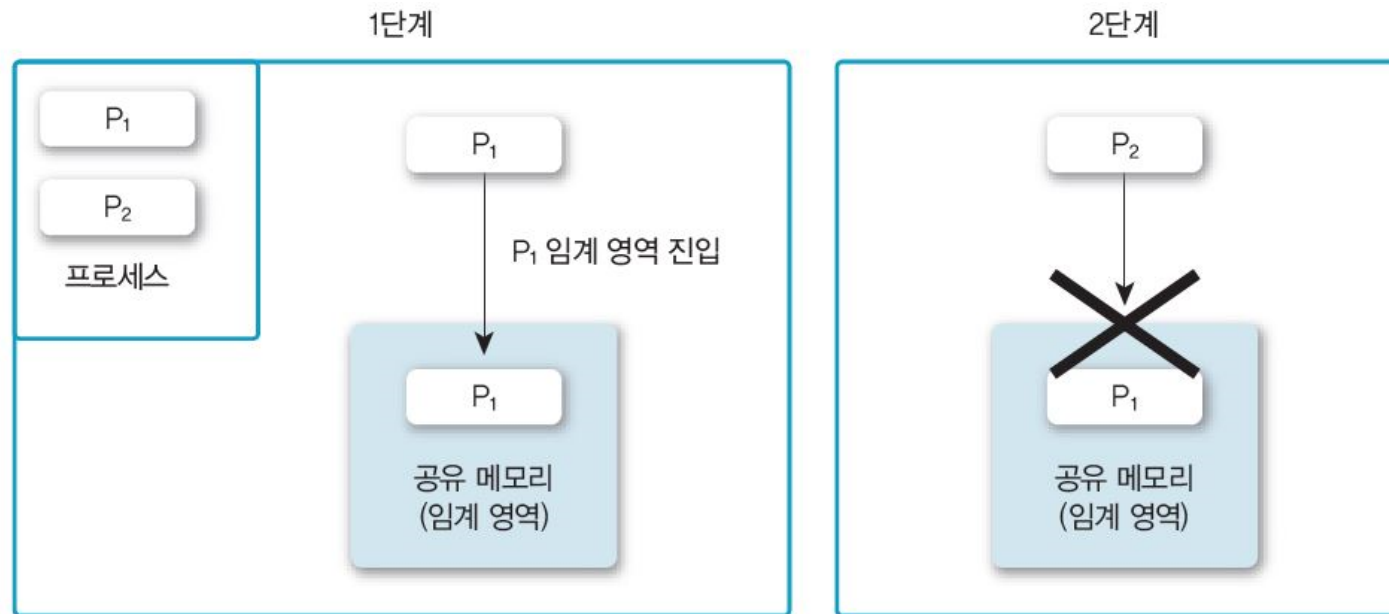 1단계
P₁
P₂
프로세스
P₁
P₁ 임계 영역 진입
P₁
공유 메모리
(임계 영역)
2단계
P₂
P₁
공유 메모리
(임계 영역)